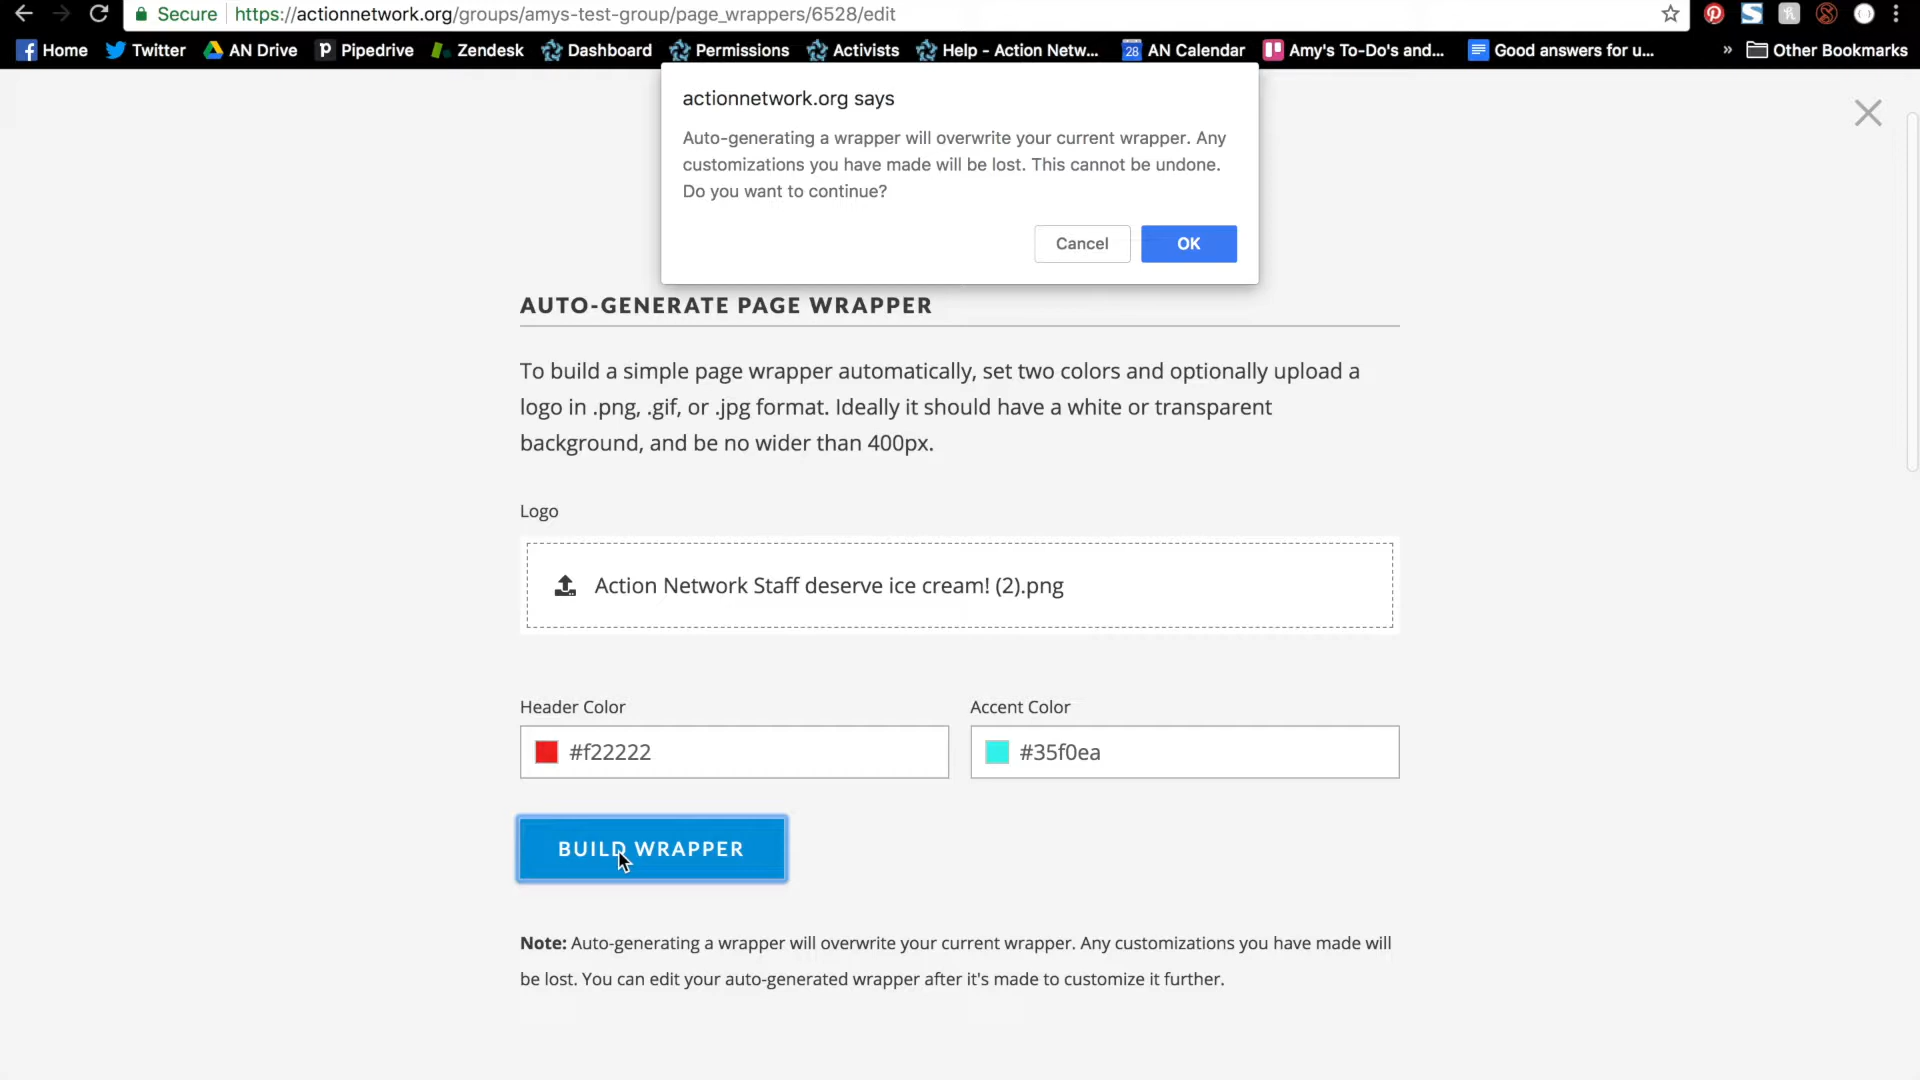 Secure https://actionnetwork.org/groups/amys-test-group/page_wrappers/6528/edit
Home Twitter AN Drive Pipedrive Zendesk Dashboard Permissions Activists Help - Action Netw... 28 AN Calendar Amy's To-Do's and... Good answers for u... » Other Bookmarks
actionnetwork.org says
Auto-generating a wrapper will overwrite your current wrapper. Any
customizations you have made will be lost. This cannot be undone.
Do you want to continue?
Cancel OK
AUTO-GENERATE PAGE WRAPPER
To build a simple page wrapper automatically, set two colors and optionally upload a
logo in .png, .gif, or .jpg format. Ideally it should have a white or transparent
background, and be no wider than 400px.
Logo
Action Network Staff deserve ice cream! (2).png
Header Color Accent Color
#f22222 #35f0ea
BUILD WRAPPER
Note: Auto-generating a wrapper will overwrite your current wrapper. Any customizations you have made will
be lost. You can edit your auto-generated wrapper after it's made to customize it further.